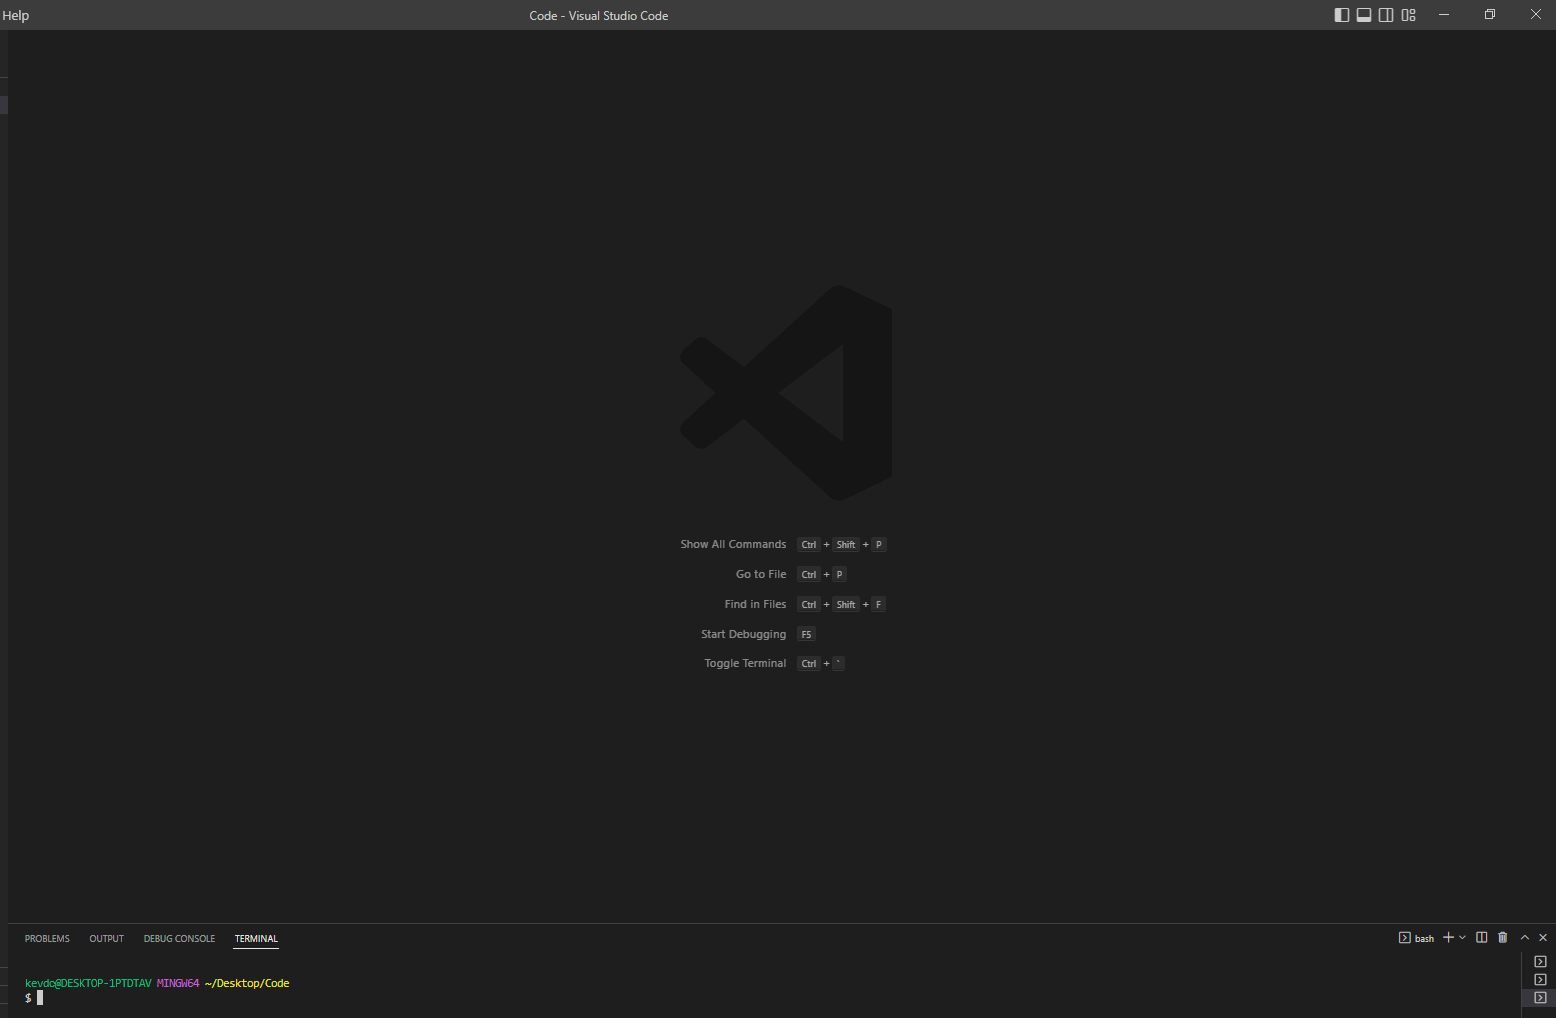 Help
Code - Visual Studio Code
Show All Commands Ctrl + Shift + P
Go to File Ctrl + P
Find in Files Ctrl + Shift + F
Start Debugging F5
Toggle Terminal Ctrl + `
PROBLEMS OUTPUT DEBUG CONSOLE TERMINAL
bash
kevdc@DESKTOP-1PTDTAV MINGW64 ~/Desktop/Code
$